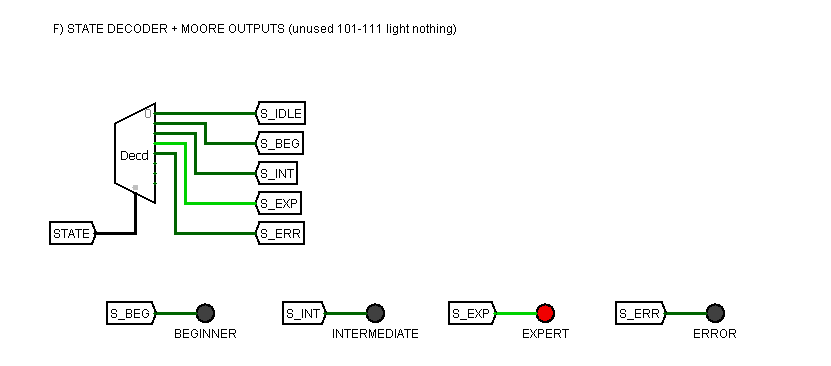 F) STATE DECODER + MOORE OUTPUTS (unused 101-111 light nothing)
0
S_IDLE
S_BEG
Decd
S_INT
S_EXP
STATE
S_ERR
S_BEG
S_INT
S_EXP
S_ERR
BEGINNER
INTERMEDIATE
EXPERT
ERROR